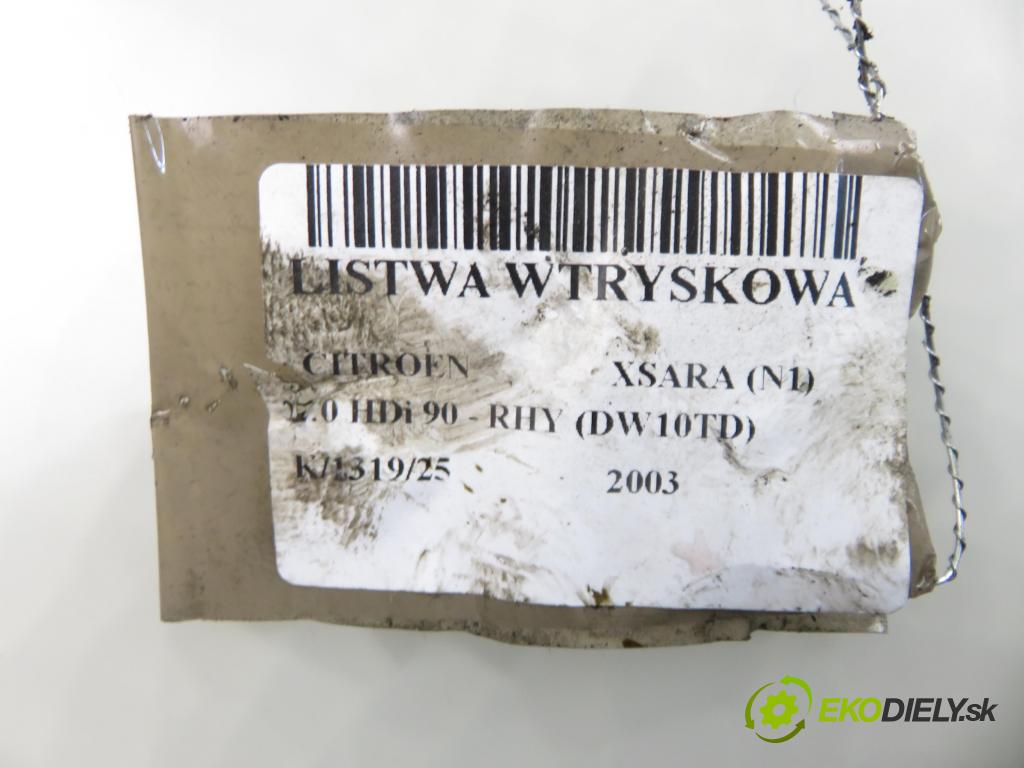 LISTWA WTRYSKOWA
CITROEN XSARA (N1)
2.0 HDi 90 - RHY (DW10TD)
K/1319/25 2003
EKODIELY.sk